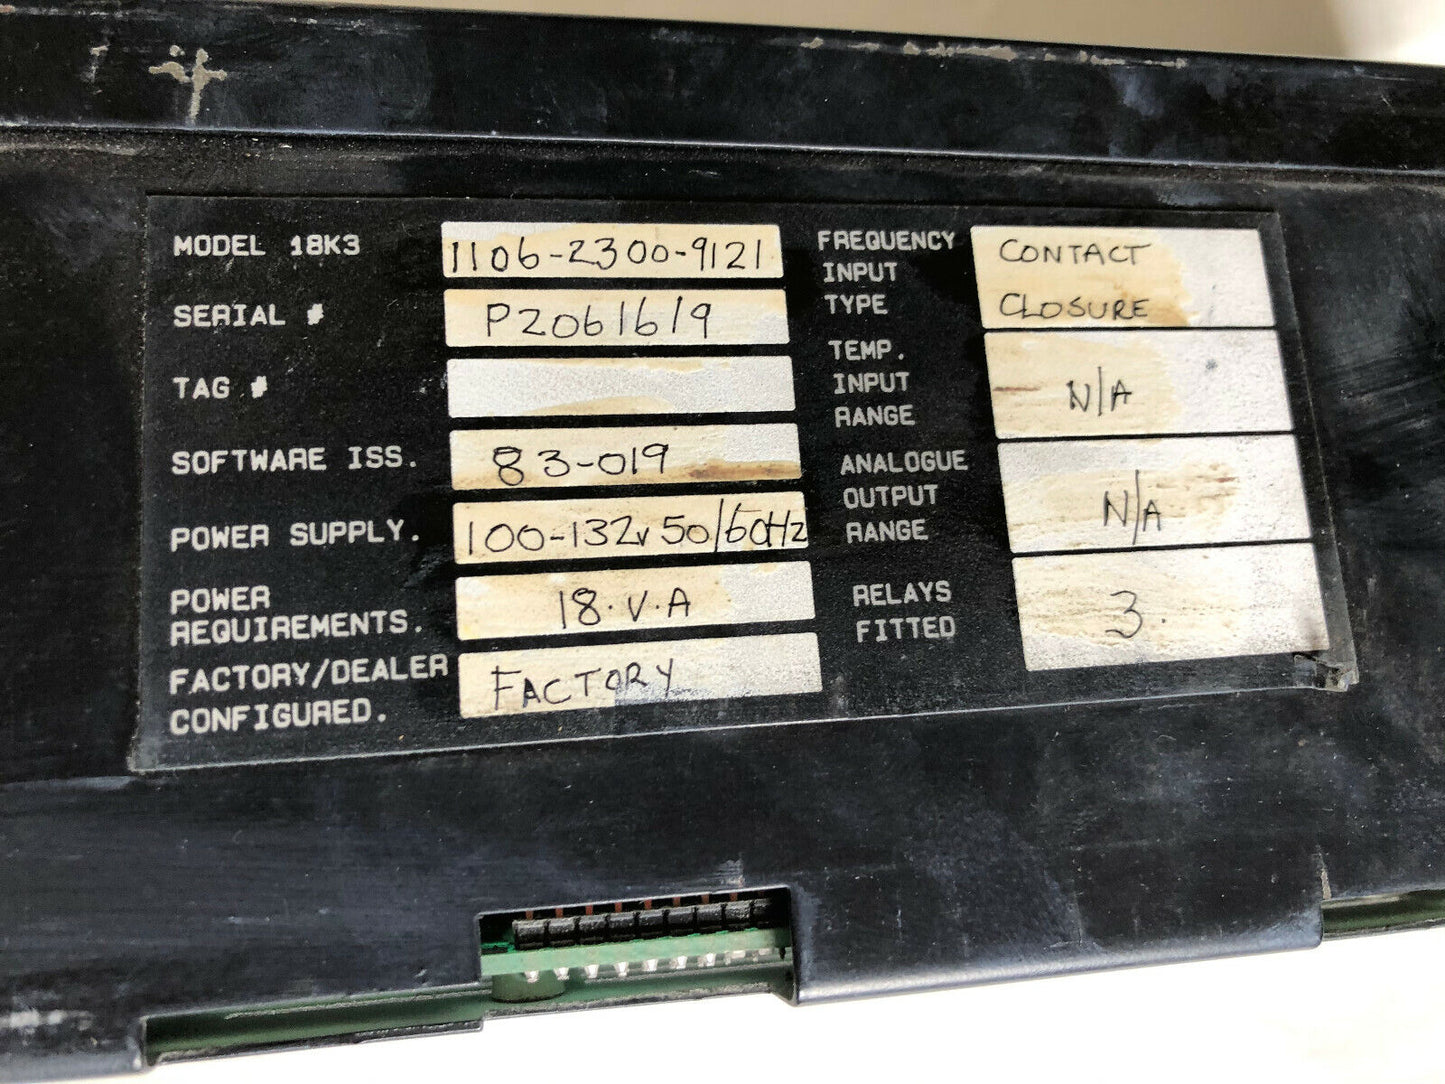 MODEL 18K3 1106-2300-9121
SERIAL # P2061619
TAG #
SOFTWARE ISS. 83-019
POWER SUPPLY. 100-132v 50/60Hz
POWER
REQUIREMENTS. 18.V.A
FACTORY/DEALER
CONFIGURED. FACTORY
FREQUENCY
INPUT
TYPE
CONTACT
CLOSURE
TEMP.
INPUT
RANGE
N/A
ANALOGUE
OUTPUT
RANGE
N/A
RELAYS
FITTED
3.